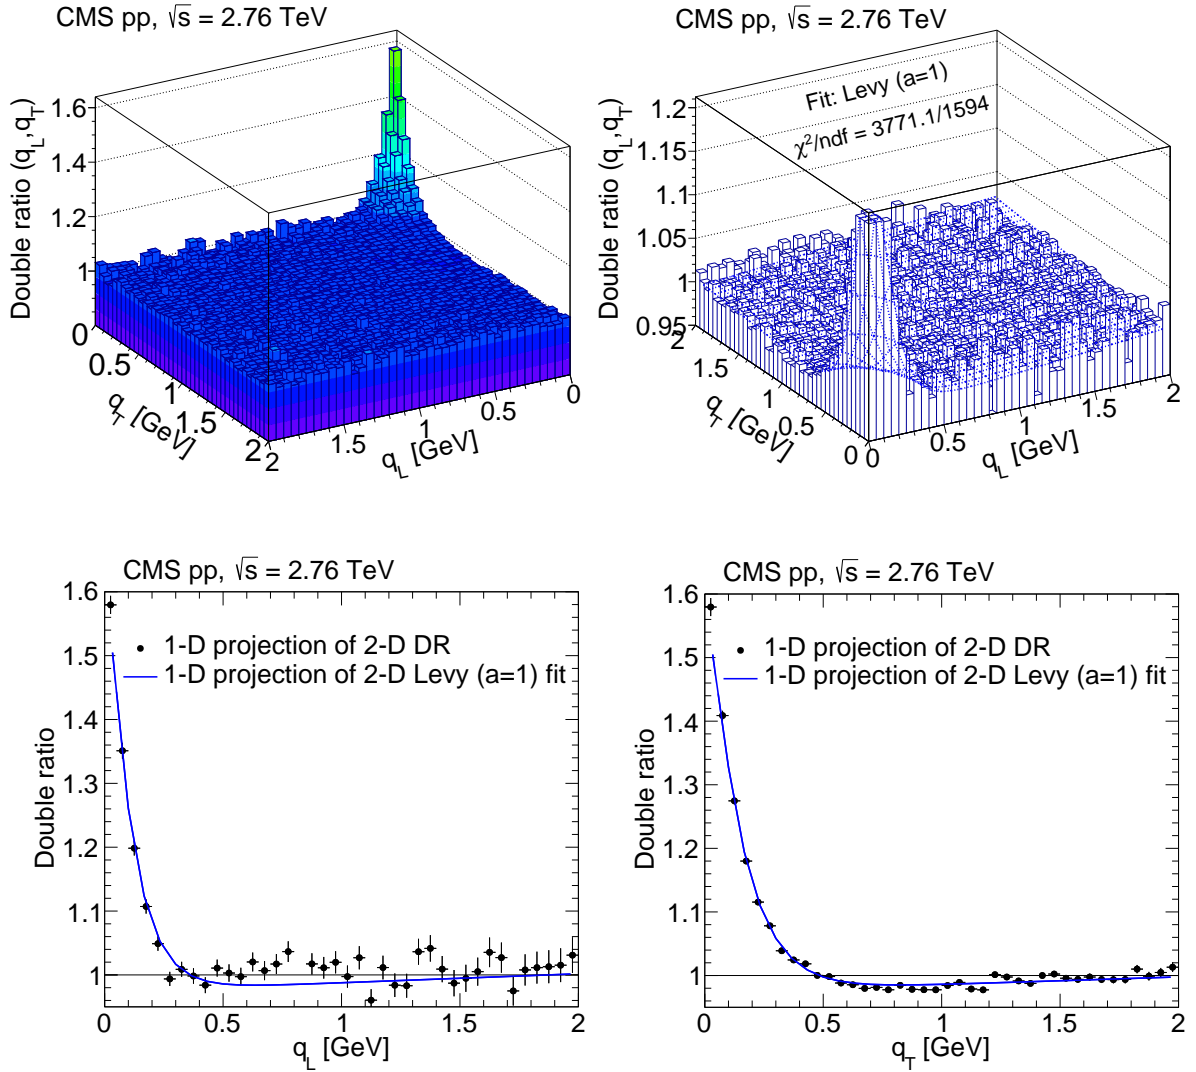 CMS pp, √s = 2.76 TeV
Double ratio (q_L,q_T)
1.6
1.4
1.2
1
0
0.5
1
1.5
2
q_T [GeV]
2
1.5
1
0.5
0
q_L [GeV]
CMS pp, √s = 2.76 TeV
Fit: Levy (a=1)
χ²/ndf = 3771.1/1594
Double ratio (q_L,q_T)
1.2
1.15
1.1
1.05
1
0.95
2
1.5
1
0.5
0
q_T [GeV]
0
0.5
1
1.5
2
q_L [GeV]
CMS pp, √s = 2.76 TeV
1-D projection of 2-D DR
1-D projection of 2-D Levy (a=1) fit
Double ratio
1.6
1.5
1.4
1.3
1.2
1.1
1
0 0.5 1 1.5 2
q_L [GeV]
CMS pp, √s = 2.76 TeV
1-D projection of 2-D DR
1-D projection of 2-D Levy (a=1) fit
Double ratio
1.6
1.5
1.4
1.3
1.2
1.1
1
0 0.5 1 1.5 2
q_T [GeV]